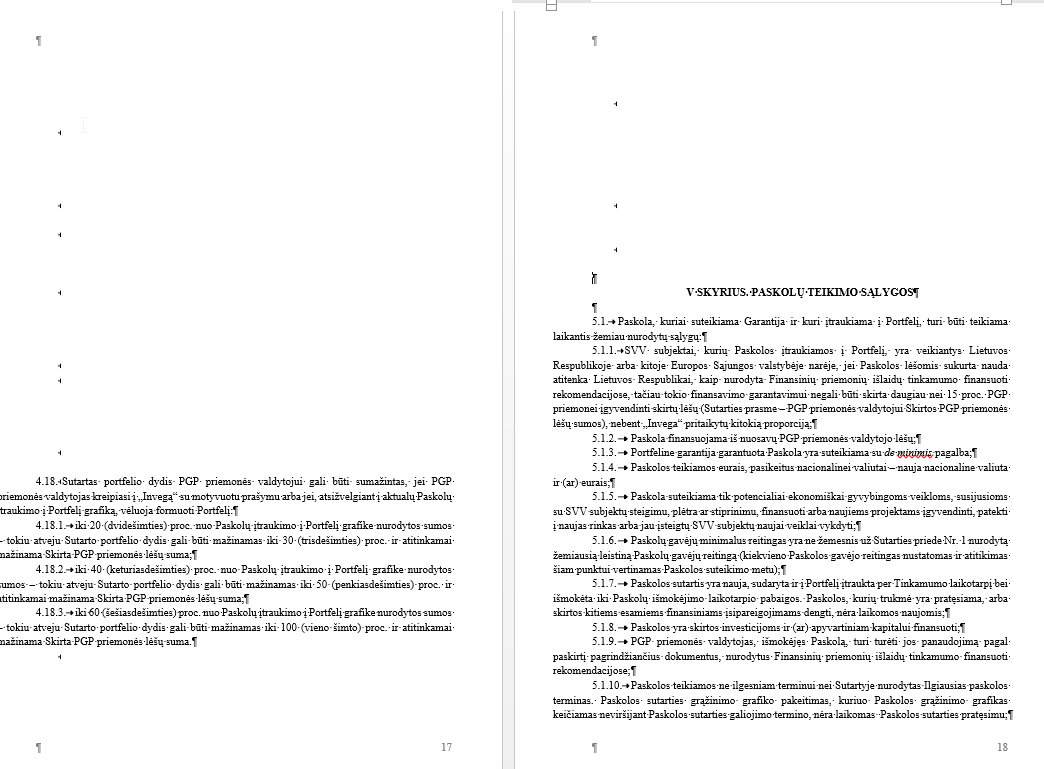 4.18. Sutartas portfelio dydis PGP priemonės valdytojui gali būti sumažintas, jei PGP
priemonės valdytojas kreipiasi į „Invegą“ su motyvuotu prašymu arba jei, atsižvelgiant į aktualų Paskolų
traukimo į Portfelį grafiką, vėluoja formuoti Portfelį:
4.18.1. iki 20 (dvidešimties) proc. nuo Paskolų įtraukimo į Portfelį grafike nurodytos sumos
– tokiu atveju Sutarto portfelio dydis gali būti mažinamas iki 30 (trisdešimties) proc. ir atitinkamai
mažinama Skirta PGP priemonės lėšų suma;
4.18.2. iki 40 (keturiasdešimties) proc. nuo Paskolų įtraukimo į Portfelį grafike nurodytos
sumos – tokiu atveju Sutarto portfelio dydis gali būti mažinamas iki 50 (penkiasdešimties) proc. ir
atitinkamai mažinama Skirta PGP priemonės lėšų suma;
4.18.3. iki 60 (šešiasdešimties) proc. nuo Paskolų įtraukimo į Portfelį grafike nurodytos sumos
– tokiu atveju Sutarto portfelio dydis gali būti mažinamas iki 100 (vieno šimto) proc. ir atitinkamai
mažinama Skirta PGP priemonės lėšų suma.
17
V SKYRIUS. PASKOLŲ TEIKIMO SĄLYGOS
5.1. Paskola, kuriai suteikiama Garantija ir kuri įtraukiama į Portfelį, turi būti teikiama
laikantis žemiau nurodytų sąlygų:
5.1.1. SVV subjektai, kurių Paskolos įtraukiamos į Portfelį, yra veikiantys Lietuvos
Respublikoje arba kitoje Europos Sąjungos valstybėje narėje, jei Paskolos lėšomis sukurta nauda
atitenka Lietuvos Respublikai, kaip nurodyta Finansinių priemonių išlaidų tinkamumo finansuoti
rekomendacijose, tačiau tokio finansavimo garantavimui negali būti skirta daugiau nei 15 proc. PGP
priemonei įgyvendinti skirtų lėšų (Sutarties prasme – PGP priemonės valdytojui Skirtos PGP priemonės
lėšų sumos), nebent „Invega“ pritaikytų kitokią proporciją;
5.1.2. Paskola finansuojama iš nuosavų PGP priemonės valdytojo lėšų;
5.1.3. Portfeline garantija garantuota Paskola yra suteikiama su de minimis pagalba;
5.1.4. Paskolos teikiamos eurais, pasikeitus nacionalinei valiutai – nauja nacionaline valiuta
ir (ar) eurais;
5.1.5. Paskola suteikiama tik potencialiai ekonomiškai gyvybingoms veikloms, susijusioms
su SVV subjektų steigimu, plėtra ar stiprinimu, finansuoti arba naujiems projektams įgyvendinti, patekti
į naujas rinkas arba jau įsteigtų SVV subjektų naujai veiklai vykdyti;
5.1.6. Paskolų gavėjų minimalus reitingas yra ne žemesnis už Sutarties priede Nr. 1 nurodytą
žemiausią leistiną Paskolų gavėjų reitingą (kiekvieno Paskolos gavėjo reitingas nustatomas ir atitikimas
šiam punktui vertinamas Paskolos suteikimo metu);
5.1.7. Paskolos sutartis yra nauja, sudaryta ir į Portfelį įtraukta per Tinkamumo laikotarpį bei
išmokėta iki Paskolų išmokėjimo laikotarpio pabaigos. Paskolos, kurių trukmė yra pratęsiama, arba
skirtos kitiems esamiems finansiniams įsipareigojimams dengti, nėra laikomos naujomis;
5.1.8. Paskolos yra skirtos investicijoms ir (ar) apyvartiniam kapitalui finansuoti;
5.1.9. PGP priemonės valdytojas, išmokėjęs Paskolą, turi turėti jos panaudojimą pagal
paskirtį pagrindžiančius dokumentus, nurodytus Finansinių priemonių išlaidų tinkamumo finansuoti
rekomendacijose;
5.1.10. Paskolos teikiamos ne ilgesniam terminui nei Sutartyje nurodytas Ilgiausias paskolos
terminas. Paskolos sutarties grąžinimo grafiko pakeitimas, kuriuo Paskolos grąžinimo grafikas
keičiamas neviršijant Paskolos sutarties galiojimo termino, nėra laikomas Paskolos sutarties pratęsimu;
18